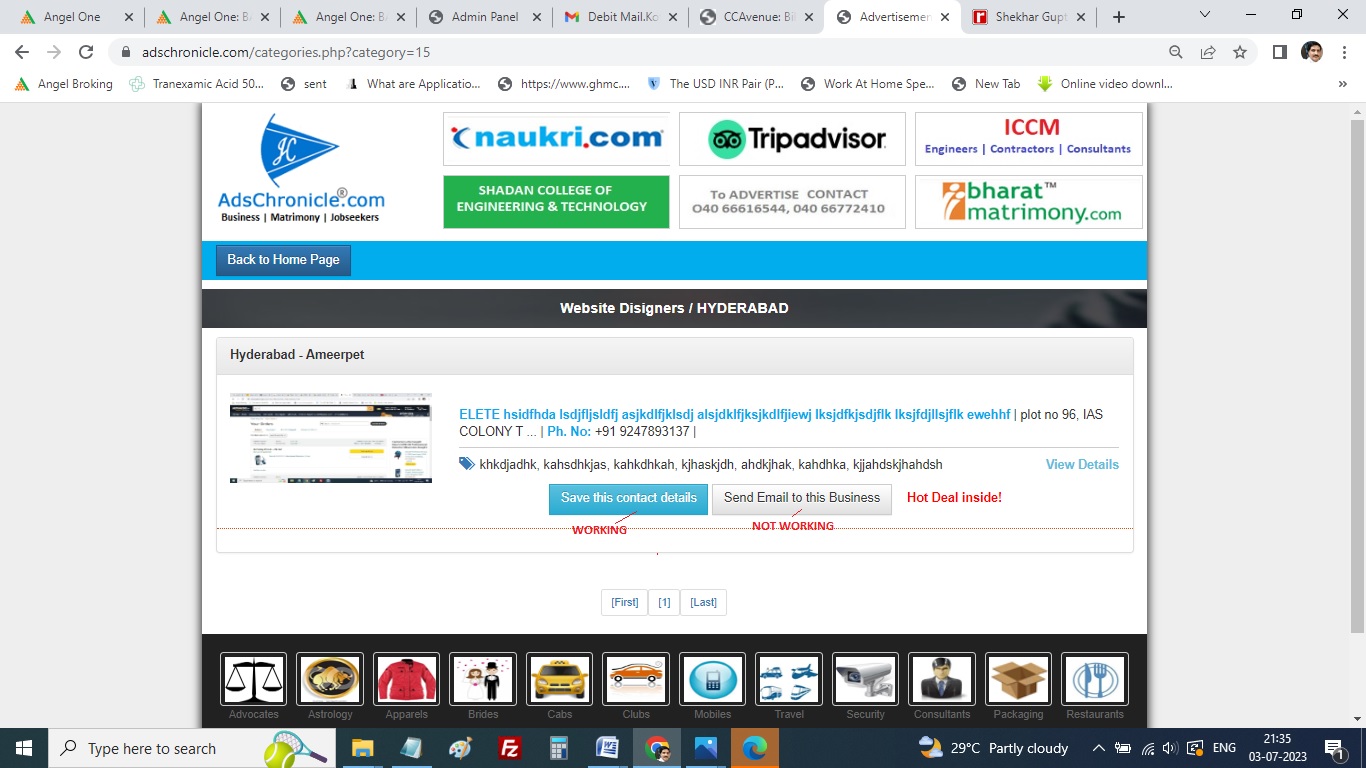 Angel One
Angel One: BA
Angel One: BA
Admin Panel
Debit Mail.Ko
CCAvenue: Bil
Advertisemen
Shekhar Gupt
adschronicle.com/categories.php?category=15
Angel Broking
Tranexamic Acid 50...
sent
What are Applicatio...
https://www.ghmc....
The USD INR Pair (P...
Work At Home Spe...
New Tab
Online video downl...
»
JC
AdsChronicle®.com
Business | Matrimony | Jobseekers
naukri.com
Tripadvisor
ICCM
Engineers | Contractors | Consultants
SHADAN COLLEGE OF
ENGINEERING & TECHNOLOGY
To ADVERTISE CONTACT
O40 66616544, 040 66772410
bharat™
matrimony.com
Back to Home Page
Website Disigners / HYDERABAD
Hyderabad - Ameerpet
ELETE hsidfhda lsdjfljsldfj asjkdlfjklsdj alsjdklfjksjkdlfjiewj lksjdfkjsdjflk lksjfdjllsjflk ewehhf | plot no 96, IAS
COLONY T ... | Ph. No: +91 9247893137 |
khkdjadhk, kahsdhkjas, kahkdhkah, kjhaskjdh, ahdkjhak, kahdhka, kjjahdskjhahdsh
View Details
Save this contact details
Send Email to this Business
Hot Deal inside!
WORKING
NOT WORKING
[First]
[1]
[Last]
Advocates
Astrology
Apparels
Brides
Cabs
Clubs
Mobiles
Travel
Security
Consultants
Packaging
Restaurants
Type here to search
29°C Partly cloudy
ENG
21:35
03-07-2023
1